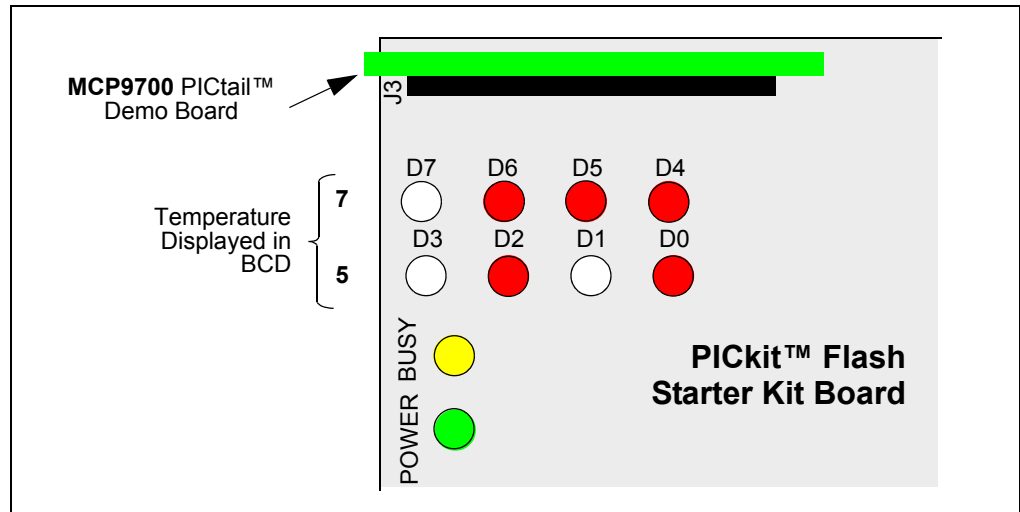 MCP9700 PICtail™
Demo Board
J3
D7 D6 D5 D4
7
Temperature
Displayed in
BCD
D3 D2 D1 D0
5
POWER BUSY
PICkit™ Flash
Starter Kit Board